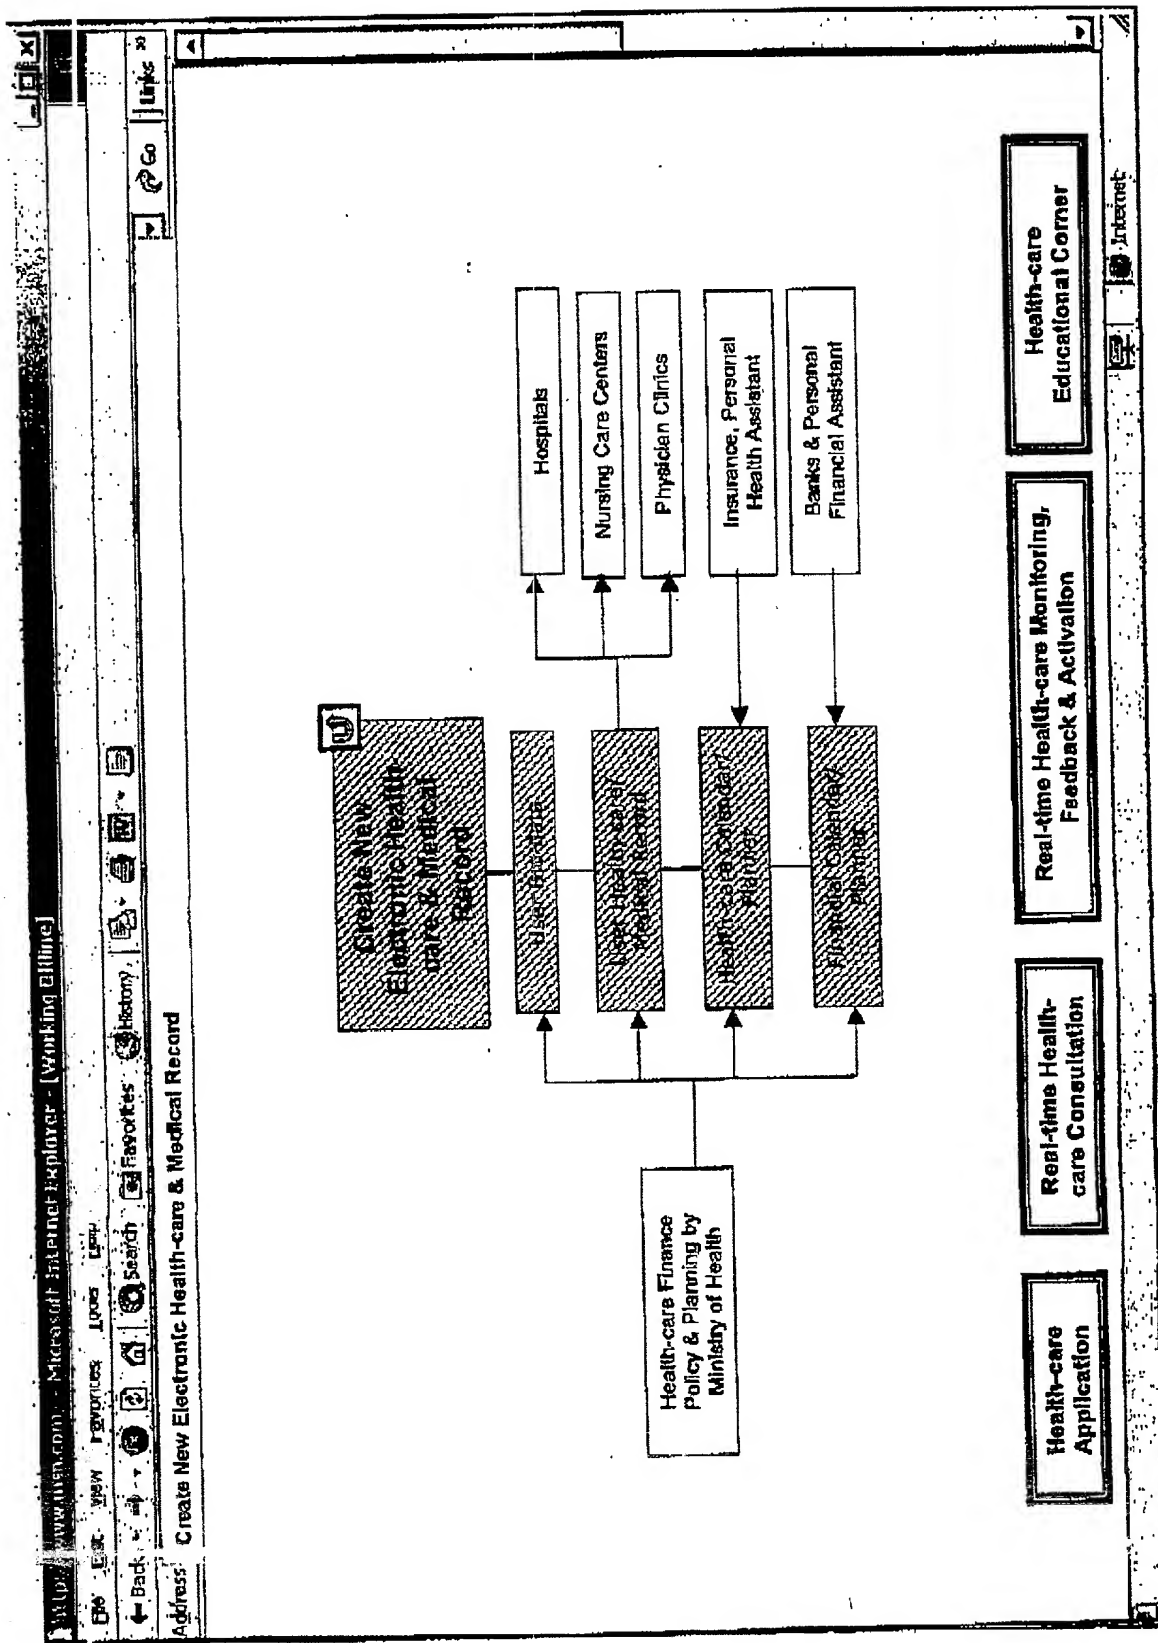 Microsoft Internet Explorer - [Working Offline]
File Edit View Favorites Tools Help
Back Search Favorites History
Address Create New Electronic Health-care & Medical Record Go Links »
Create New
Electronic Health-
care & Medical
Record
User
User Health-care/
Medical Record
Health-care Calendar/
Planner
Financial
Planner
Health-care Finance
Policy & Planning by
Ministry of Health
Hospitals
Nursing Care Centers
Physician Clinics
Insurance, Personal
Health Assistant
Banks & Personal
Financial Assistant
Health-care
Application
Real-time Health-
care Consultation
Real-time Health-care Monitoring,
Feedback & Activation
Health-care
Educational Corner
Internet